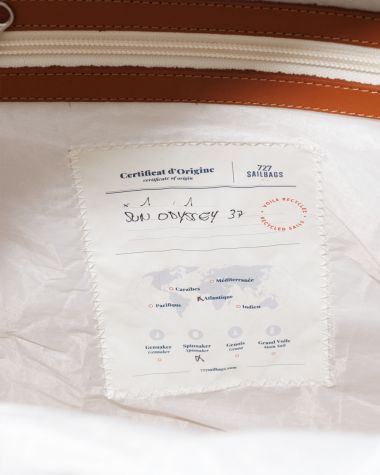 Certificat d'Origine
certificate of origin
727
SAILBAGS
N° 1 / 1
SUN ODYSSEY 37
VOILE RECYCLÉE
RECYCLED SAILS
Méditerranée
Caraïbes
Atlantique
Pacifique
Indien
Genaker
Gennaker
Spinnaker
Spinnaker
Genois
Genoa
Grand Voile
Main Sail
727sailbags.com